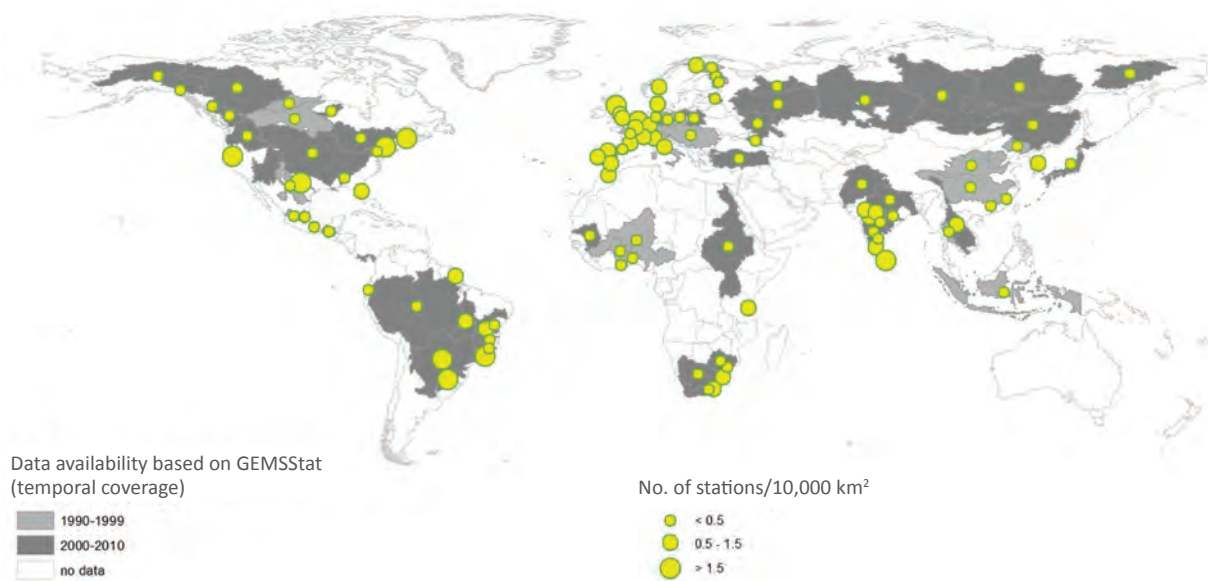 Data availability based on GEMSStat
(temporal coverage)
1990-1999
2000-2010
no data
No. of stations/10,000 km²
< 0.5
0.5 - 1.5
> 1.5